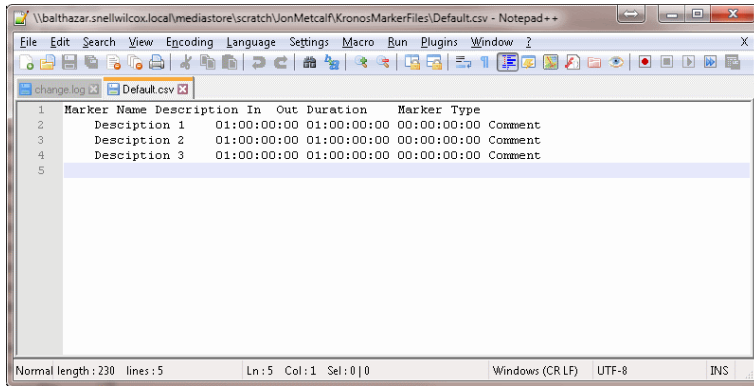 \\balthazar.snellwilcox.local\mediastore\scratch\JonMetcalf\KronosMarkerFiles\Default.csv - Notepad++
File Edit Search View Encoding Language Settings Macro Run Plugins Window ? X
change.log Default.csv
1 Marker Name Description In Out Duration Marker Type
2 Desciption 1 01:00:00:00 01:00:00:00 00:00:00:00 Comment
3 Desciption 2 01:00:00:00 01:00:00:00 00:00:00:00 Comment
4 Desciption 3 01:00:00:00 01:00:00:00 00:00:00:00 Comment
5
Normal length : 230 lines : 5 Ln : 5 Col : 1 Sel : 0 | 0 Windows (CR LF) UTF-8 INS